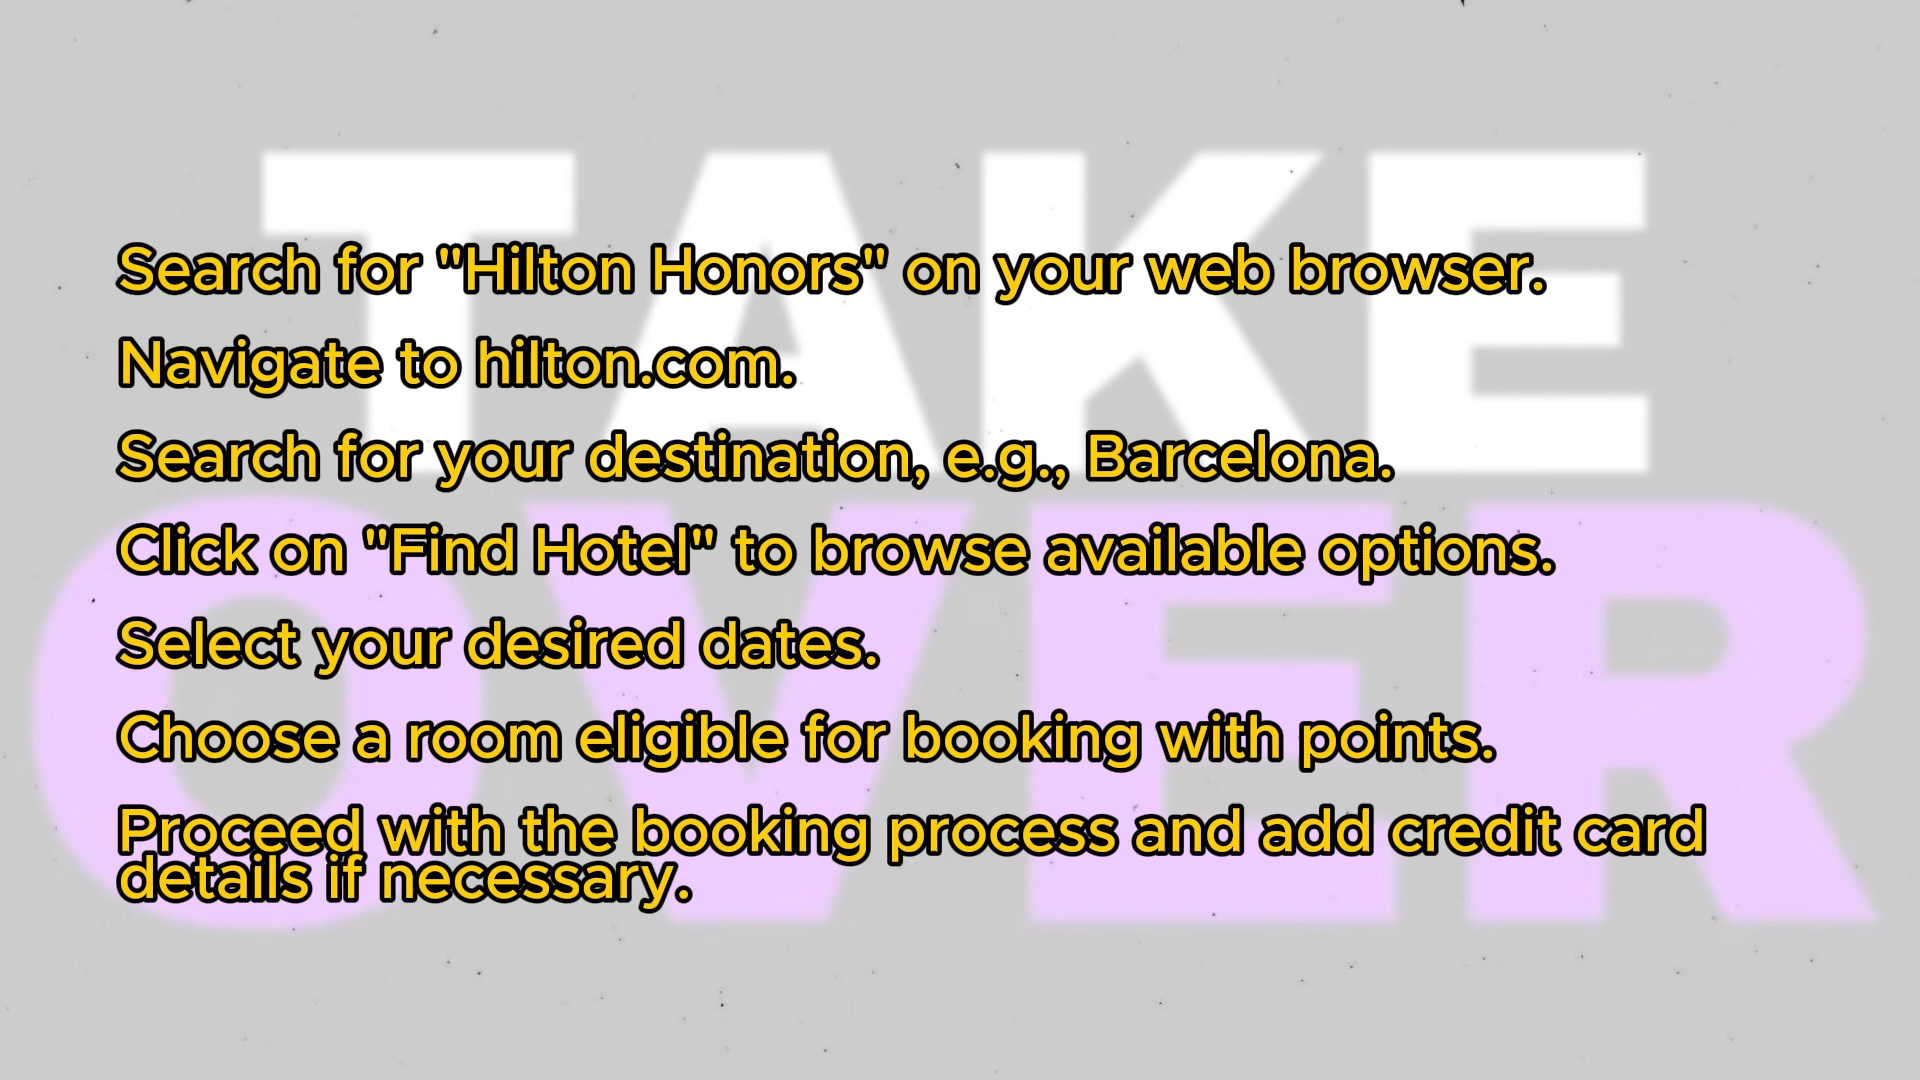 TAKE
OVER
Search for "Hilton Honors" on your web browser.
Navigate to hilton.com.
Search for your destination, e.g., Barcelona.
Click on "Find Hotel" to browse available options.
Select your desired dates.
Choose a room eligible for booking with points.
Proceed with the booking process and add credit card
details if necessary.